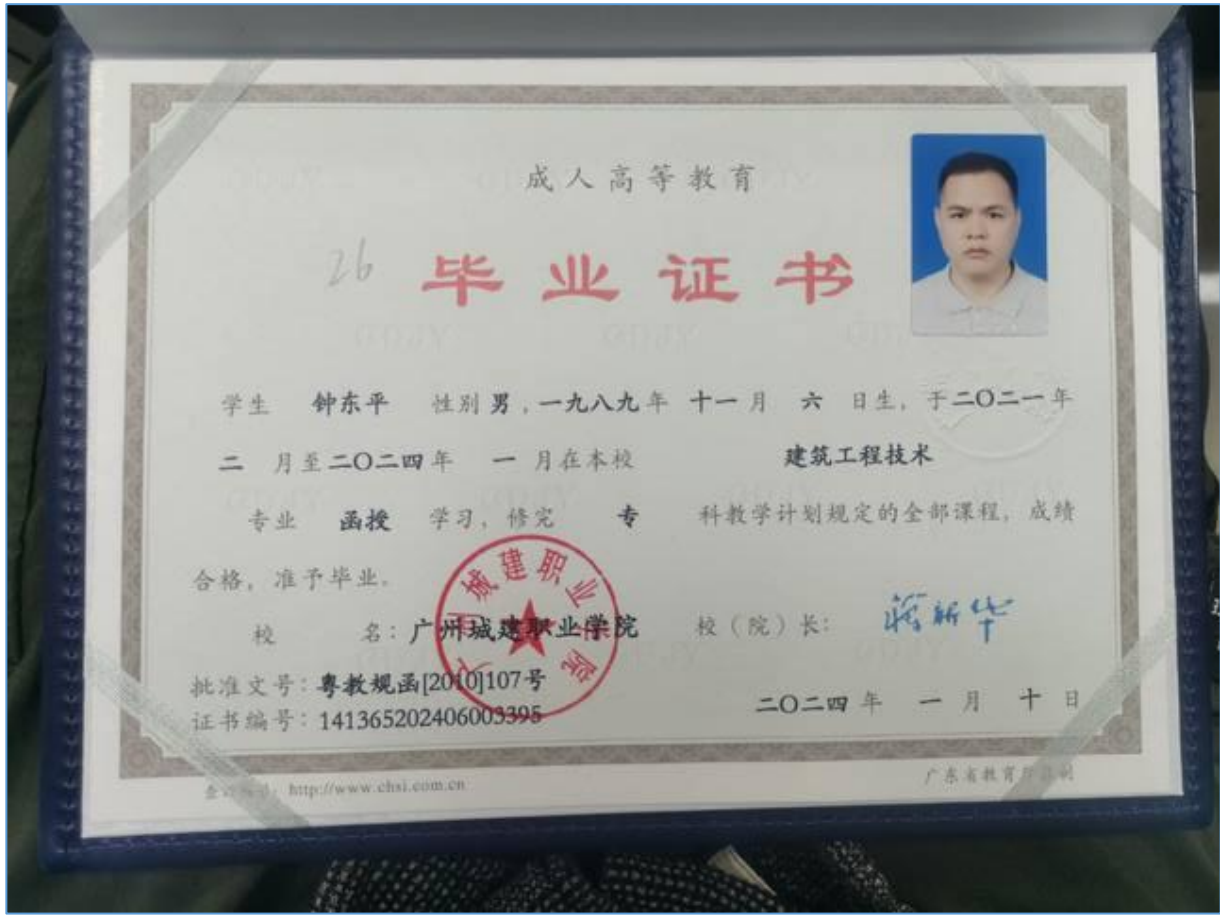 成人高等教育
26
毕业证书
学生 钟东平 性别 男，一九八九年 十一月 六 日生，于二〇二一年
二 月至二〇二四年 一 月在本校 建筑工程技术
专业 函授 学习，修完 专 科教学计划规定的全部课程，成绩
合格，准予毕业。
校 名：广州城建职业学院 校（院）长：蒋新华
批准文号：粤教规函[2010]107号
证书编号：141365202406003395
二〇二四 年 一 月 十 日
http://www.chsi.com.cn
广东省教育厅